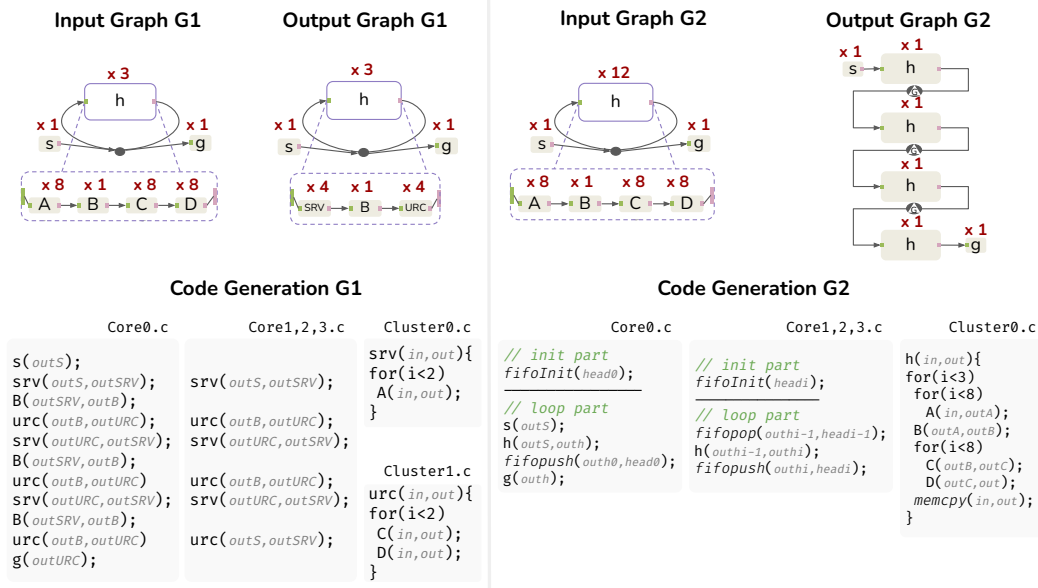 Input Graph G1
Output Graph G1
x 3
h
x 1
s
x 1
g
x 8
x 1
x 8
x 8
A
B
C
D
x 3
h
x 1
s
x 1
g
x 4
x 1
x 4
SRV
B
URC
Input Graph G2
Output Graph G2
x 12
h
x 1
s
x 1
g
x 8
x 1
x 8
x 8
A
B
C
D
x 1
s
x 1
h
x 1
h
x 1
h
x 1
h
x 1
g
Code Generation G1
Core0.c
s(outS);
srv(outS,outSRV);
B(outSRV,outB);
urc(outB,outURC);
srv(outURC,outSRV);
B(outSRV,outB);
urc(outB,outURC)
srv(outURC,outSRV);
B(outSRV,outB);
urc(outB,outURC)
g(outURC);
Core1,2,3.c
srv(outS,outSRV);
urc(outB,outURC);
srv(outURC,outSRV);
urc(outB,outURC);
srv(outURC,outSRV);
urc(outS,outSRV);
Cluster0.c
srv(in,out){
for(i<2)
A(in,out);
}
Cluster1.c
urc(in,out){
for(i<2)
C(in,out);
D(in,out);
}
Code Generation G2
Core0.c
// init part
fifoInit(head0);
// loop part
s(outS);
h(outS,outh);
fifopush(outh0,head0);
g(outh);
Core1,2,3.c
// init part
fifoInit(headi);
// loop part
fifopop(outhi-1,headi-1);
h(outhi-1,outhi);
fifopush(outhi,headi);
Cluster0.c
h(in,out){
for(i<3)
for(i<8)
A(in,outA);
B(outA,outB);
for(i<8)
C(outB,outC);
D(outC,out);
memcpy(in,out);
}